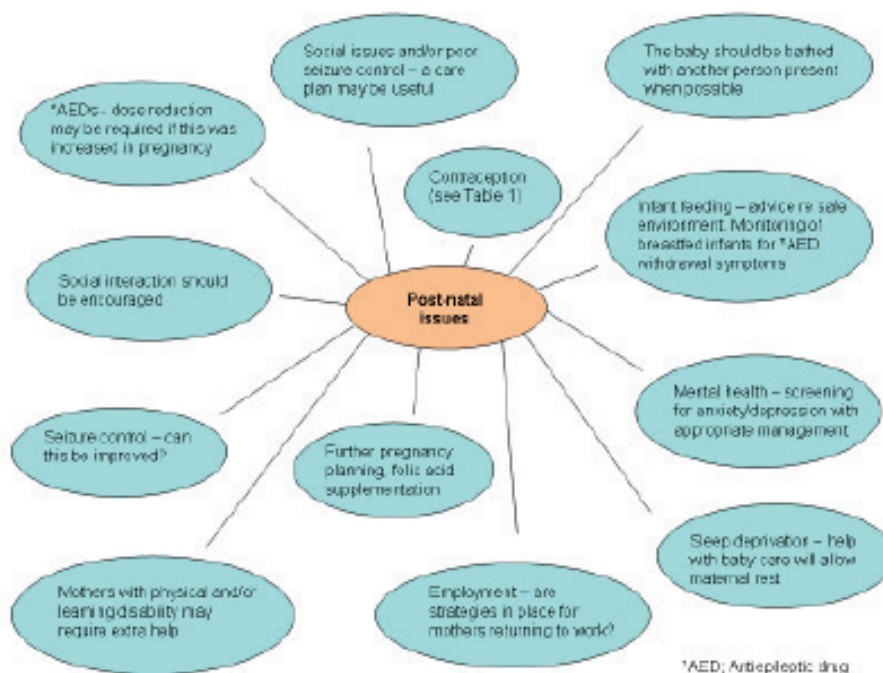 Social issues and/or poor
seizure control – a care
plan may be useful
The baby should be bathed
with another person present
when possible
*AEDs - dose reduction
may be required if this was
increased in pregnancy
Contraception
(see Table 1)
Infant feeding – advice re safe
environment. Monitoring of
breastfed infants for *AED
withdrawal symptoms
Social interaction should
be encouraged
Post-natal
issues
Mental health – screening
for anxiety/depression with
appropriate management
Seizure control – can
this be improved?
Further pregnancy
planning, folic acid
supplementation
Sleep deprivation – help
with baby care will allow
maternal rest
Mothers with physical and/or
learning disability may
require extra help
Employment – are
strategies in place for
mothers returning to work?
*AED; Antiepileptic drug